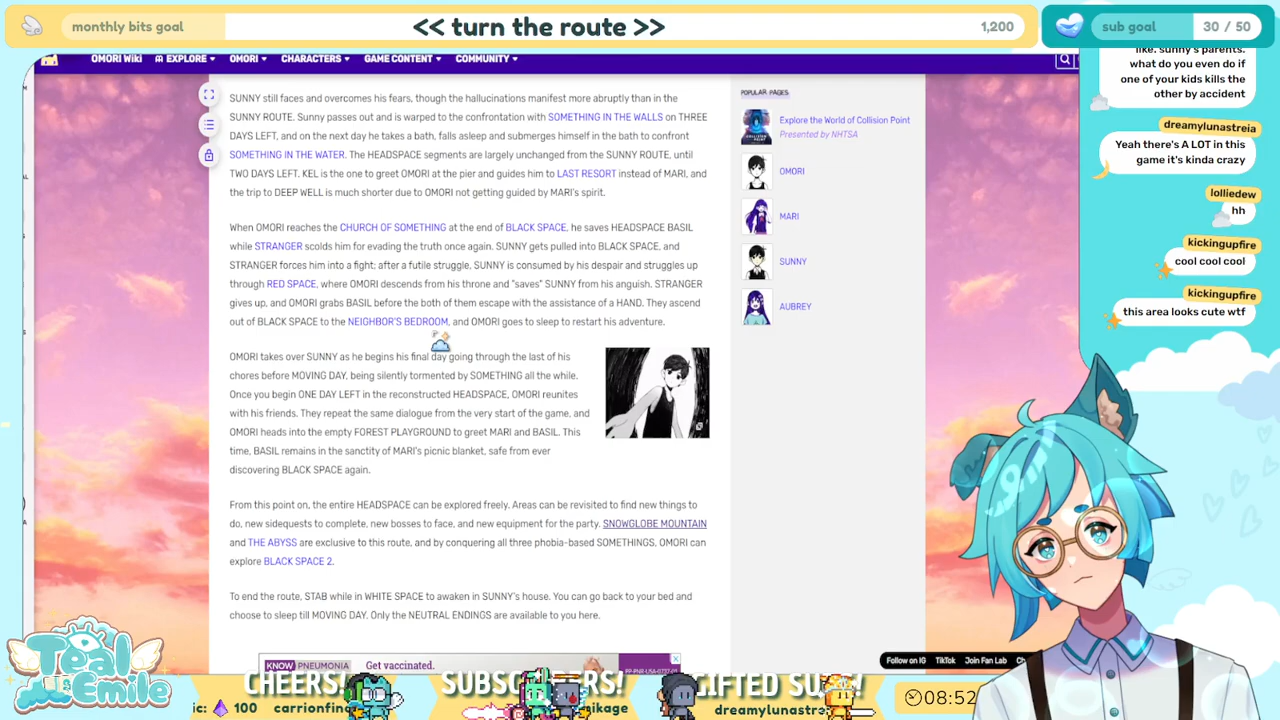 monthly bits goal
<< turn the route >>
1,200
sub goal
30 / 50
OMORI Wiki
EXPLORE
OMORI
CHARACTERS
GAME CONTENT
COMMUNITY
SUNNY still faces and overcomes his fears, though the hallucinations manifest more abruptly than in the
SUNNY ROUTE. Sunny passes out and is warped to the confrontation with SOMETHING IN THE WALLS on THREE
DAYS LEFT, and on the next day he takes a bath, falls asleep and submerges himself in the bath to confront
SOMETHING IN THE WATER. The HEADSPACE segments are largely unchanged from the SUNNY ROUTE, until
TWO DAYS LEFT. KEL is the one to greet OMORI at the pier and guides him to LAST RESORT instead of MARI, and
the trip to DEEP WELL is much shorter due to OMORI not getting guided by MARI's spirit.
When OMORI reaches the CHURCH OF SOMETHING at the end of BLACK SPACE, he saves HEADSPACE BASIL
while STRANGER scolds him for evading the truth once again. SUNNY gets pulled into BLACK SPACE, and
STRANGER forces him into a fight; after a futile struggle, SUNNY is consumed by his despair and struggles up
through RED SPACE, where OMORI descends from his throne and "saves" SUNNY from his anguish. STRANGER
gives up, and OMORI grabs BASIL before the both of them escape with the assistance of a HAND. They ascend
out of BLACK SPACE to the NEIGHBOR'S BEDROOM, and OMORI goes to sleep to restart his adventure.
OMORI takes over SUNNY as he begins his final day going through the last of his
chores before MOVING DAY, being silently tormented by SOMETHING all the while.
Once you begin ONE DAY LEFT in the reconstructed HEADSPACE, OMORI reunites
with his friends. They repeat the same dialogue from the very start of the game, and
OMORI heads into the empty FOREST PLAYGROUND to greet MARI and BASIL. This
time, BASIL remains in the sanctity of MARI's picnic blanket, safe from ever
discovering BLACK SPACE again.
From this point on, the entire HEADSPACE can be explored freely. Areas can be revisited to find new things to
do, new sidequests to complete, new bosses to face, and new equipment for the party. SNOWGLOBE MOUNTAIN
and THE ABYSS are exclusive to this route, and by conquering all three phobia-based SOMETHINGS, OMORI can
explore BLACK SPACE 2.
To end the route, STAB while in WHITE SPACE to awaken in SUNNY's house. You can go back to your bed and
choose to sleep till MOVING DAY. Only the NEUTRAL ENDINGS are available to you here.
POPULAR PAGES
Explore the World of Collision Point
Presented by NHTSA
OMORI
MARI
SUNNY
AUBREY
KNOW PNEUMONIA
Get vaccinated.
Follow on IG
TikTok
Join Fan Lab
like. sunny's parents.
what do you even do if
one of your kids kills the
other by accident
dreamylunastreia
Yeah there's A LOT in this
game it's kinda crazy
lolliedew
hh
kickingupfire
cool cool cool
kickingupfire
this area looks cute wtf
Teal
Emile
CHEERS!
ic: 100
carrionfin
dreamylunastrei
08:52